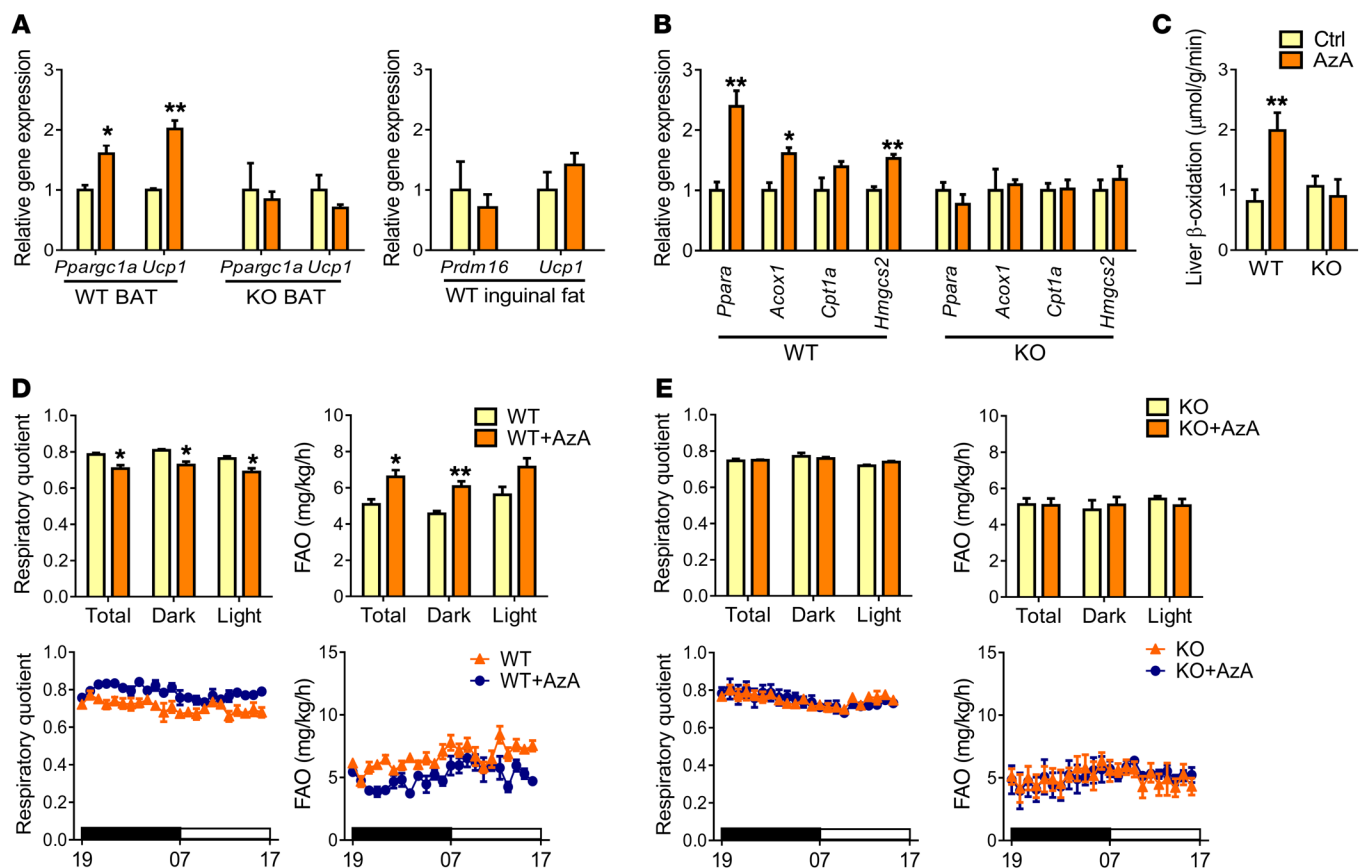 A
Relative gene expression
3
2
1
0
*
**
Ppargc1a Ucp1
Ppargc1a Ucp1
WT BAT
KO BAT
Relative gene expression
3
2
1
0
Prdm16
Ucp1
WT inguinal fat
B
Relative gene expression
3
2
1
0
**
*
**
Ppara
Acox1
Cpt1a
Hmgcs2
Ppara
Acox1
Cpt1a
Hmgcs2
WT
KO
C
Ctrl
AzA
Liver β-oxidation (μmol/g/min)
3
2
1
0
**
WT
KO
D
Respiratory quotient
1.0
0.8
0.6
0.4
0.2
0.0
*
*
*
Total
Dark
Light
FAO (mg/kg/h)
10
8
6
4
2
0
WT
WT+AzA
*
**
Total
Dark
Light
Respiratory quotient
1.0
0.8
0.6
0.4
0.2
0.0
19
07
17
FAO (mg/kg/h)
15
10
5
0
WT
WT+AzA
19
07
17
E
Respiratory quotient
1.0
0.8
0.6
0.4
0.2
0.0
Total
Dark
Light
FAO (mg/kg/h)
10
8
6
4
2
0
KO
KO+AzA
Total
Dark
Light
Respiratory quotient
1.0
0.8
0.6
0.4
0.2
0.0
19
07
17
FAO (mg/kg/h)
15
10
5
0
KO
KO+AzA
19
07
17